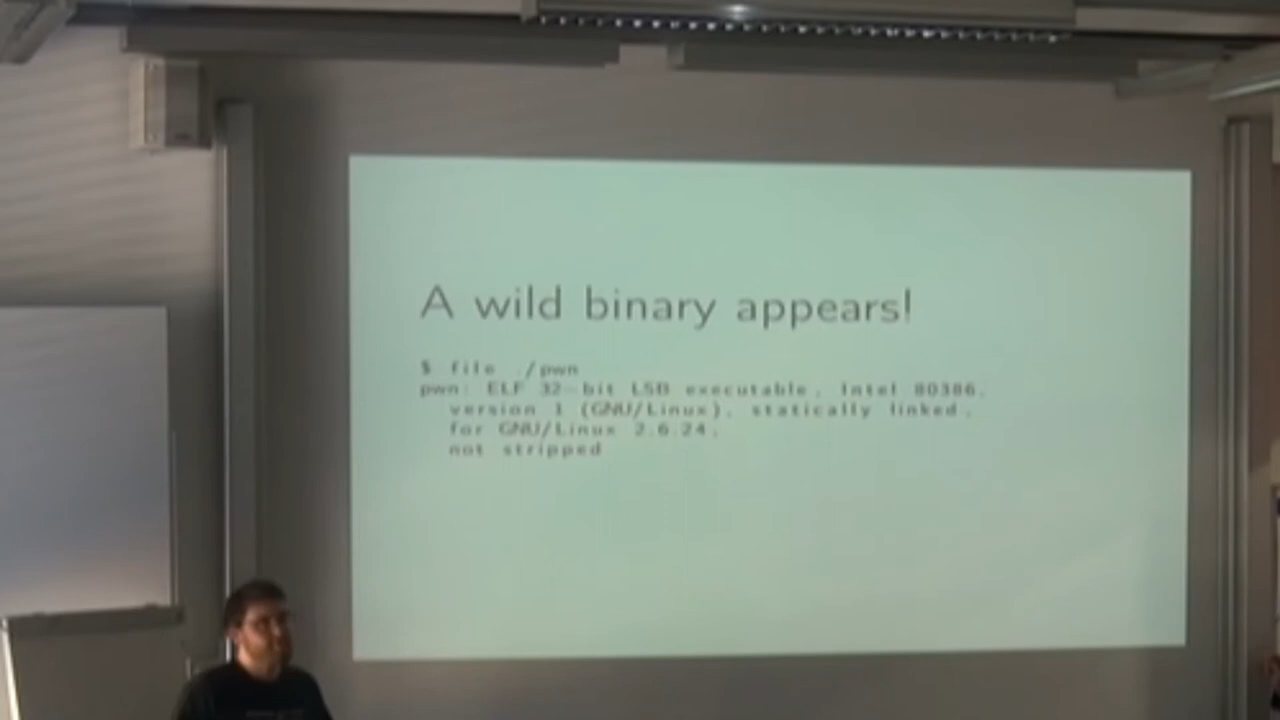 A wild binary appears!
$ file ./pwn
pwn: ELF 32-bit LSB executable, Intel 80386,
version 1 (GNU/Linux), statically linked,
for GNU/Linux 2.6.24,
not stripped